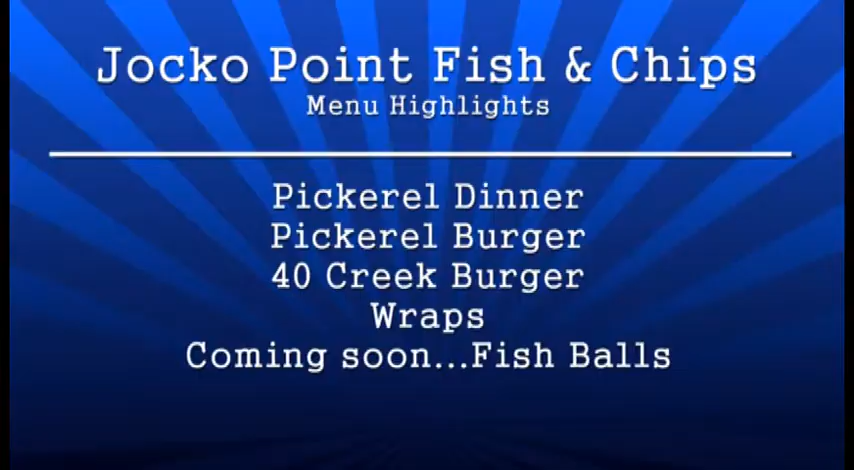 Jocko Point Fish & Chips
Menu Highlights
Pickerel Dinner
Pickerel Burger
40 Creek Burger
Wraps
Coming soon...Fish Balls